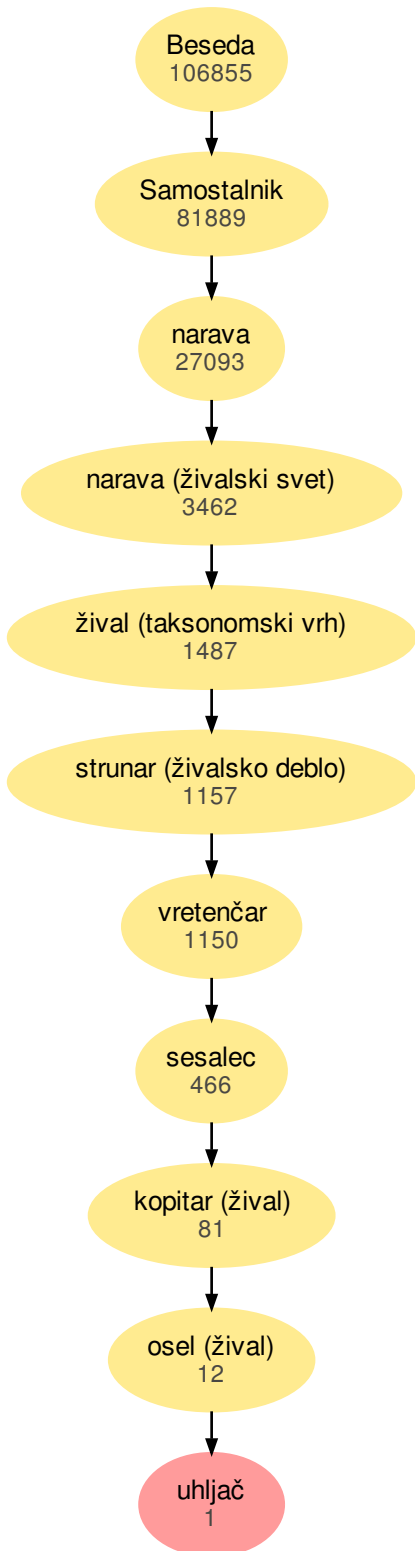 Beseda
106855
Samostalnik
81889
narava
27093
narava (živalski svet)
3462
žival (taksonomski vrh)
1487
strunar (živalsko deblo)
1157
vretenčar
1150
sesalec
466
kopitar (žival)
81
osel (žival)
12
uhljač
1